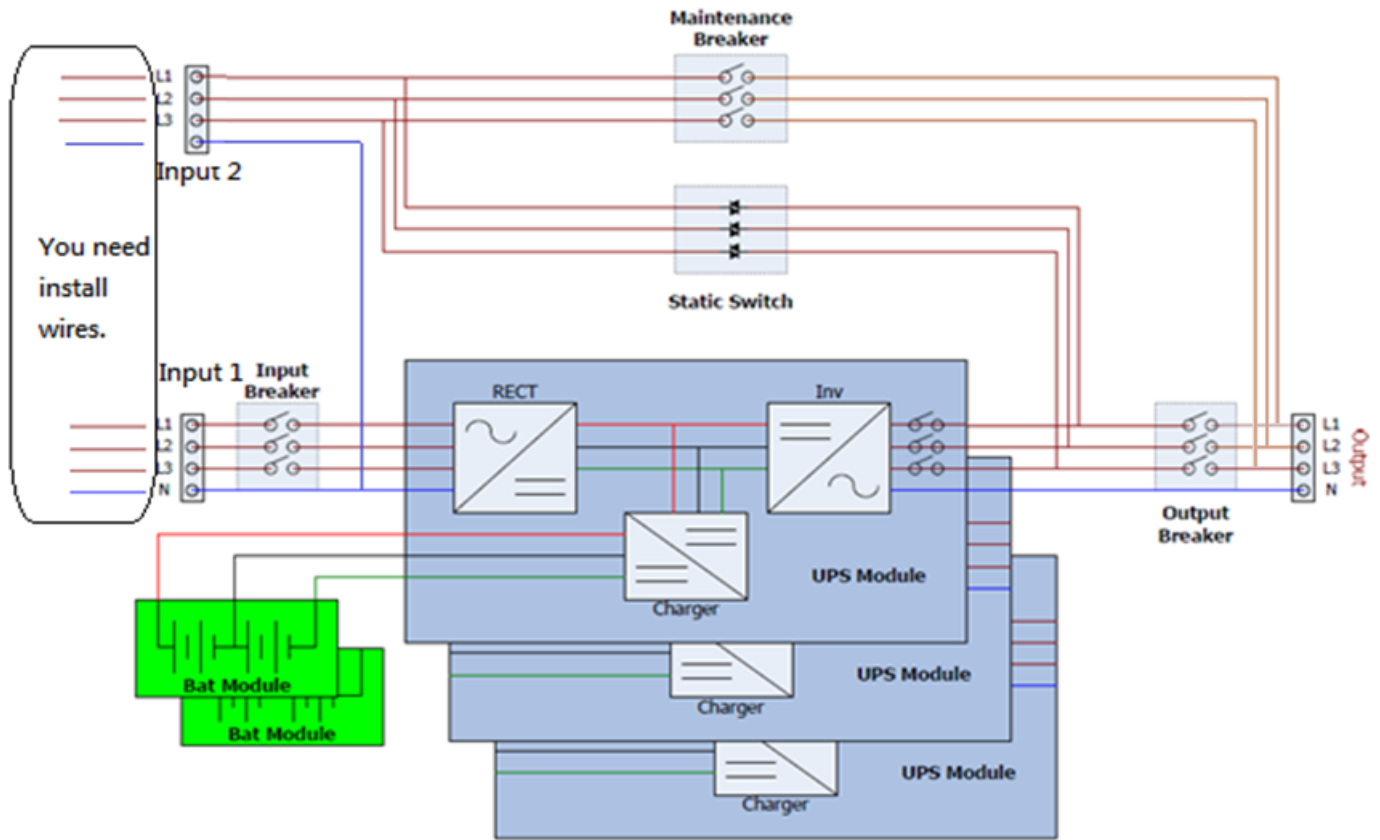 Maintenance
Breaker
L1
L2
L3
Input 2
You need
install
wires.
Static Switch
Input 1
Input
Breaker
RECT
Inv
L1
L2
L3
N
L1
L2
L3
N
Output
Output
Breaker
UPS Module
Charger
Bat Module
UPS Module
Charger
Bat Module
UPS Module
Charger